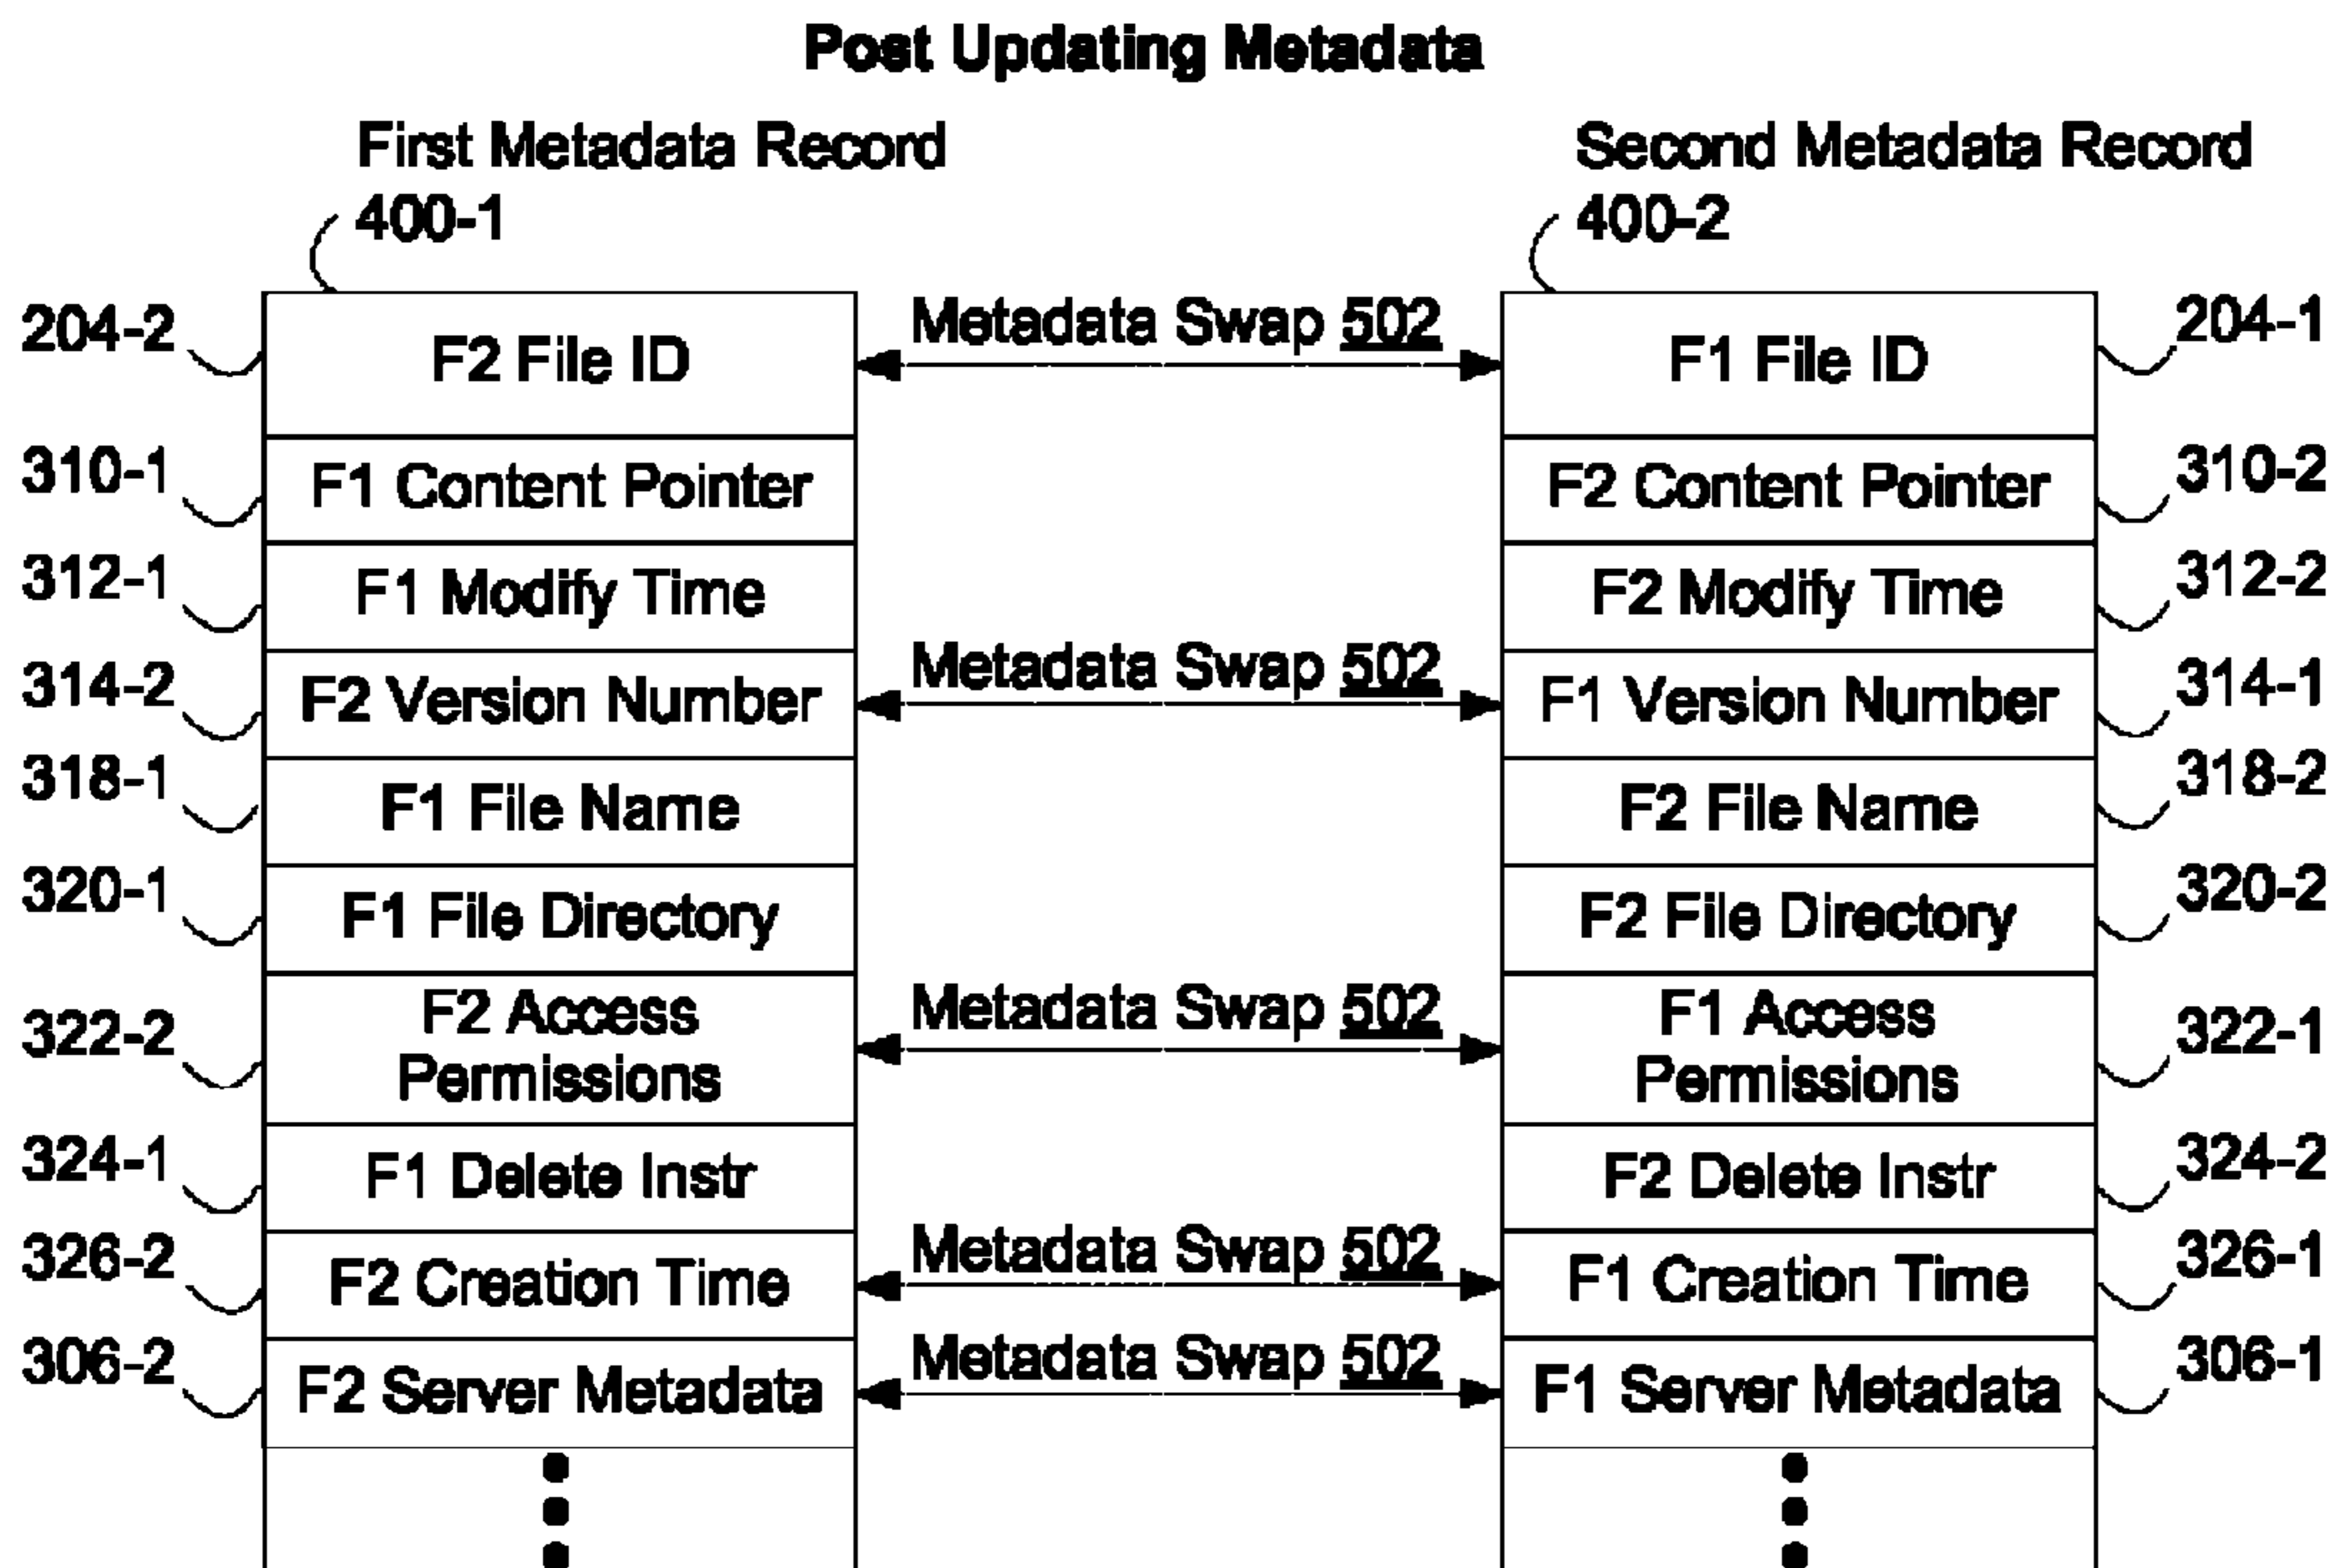 Post Updating Metadata
First Metadata Record
400-1
Second Metadata Record
400-2
204-2
F2 File ID
Metadata Swap 502
F1 File ID
204-1
310-1
F1 Content Pointer
F2 Content Pointer
310-2
312-1
F1 Modify Time
F2 Modify Time
312-2
314-2
F2 Version Number
Metadata Swap 502
F1 Version Number
314-1
318-1
F1 File Name
F2 File Name
318-2
320-1
F1 File Directory
F2 File Directory
320-2
322-2
F2 Access
Permissions
Metadata Swap 502
F1 Access
Permissions
322-1
324-1
F1 Delete Instr
F2 Delete Instr
324-2
326-2
F2 Creation Time
Metadata Swap 502
F1 Creation Time
326-1
306-2
F2 Server Metadata
Metadata Swap 502
F1 Server Metadata
306-1